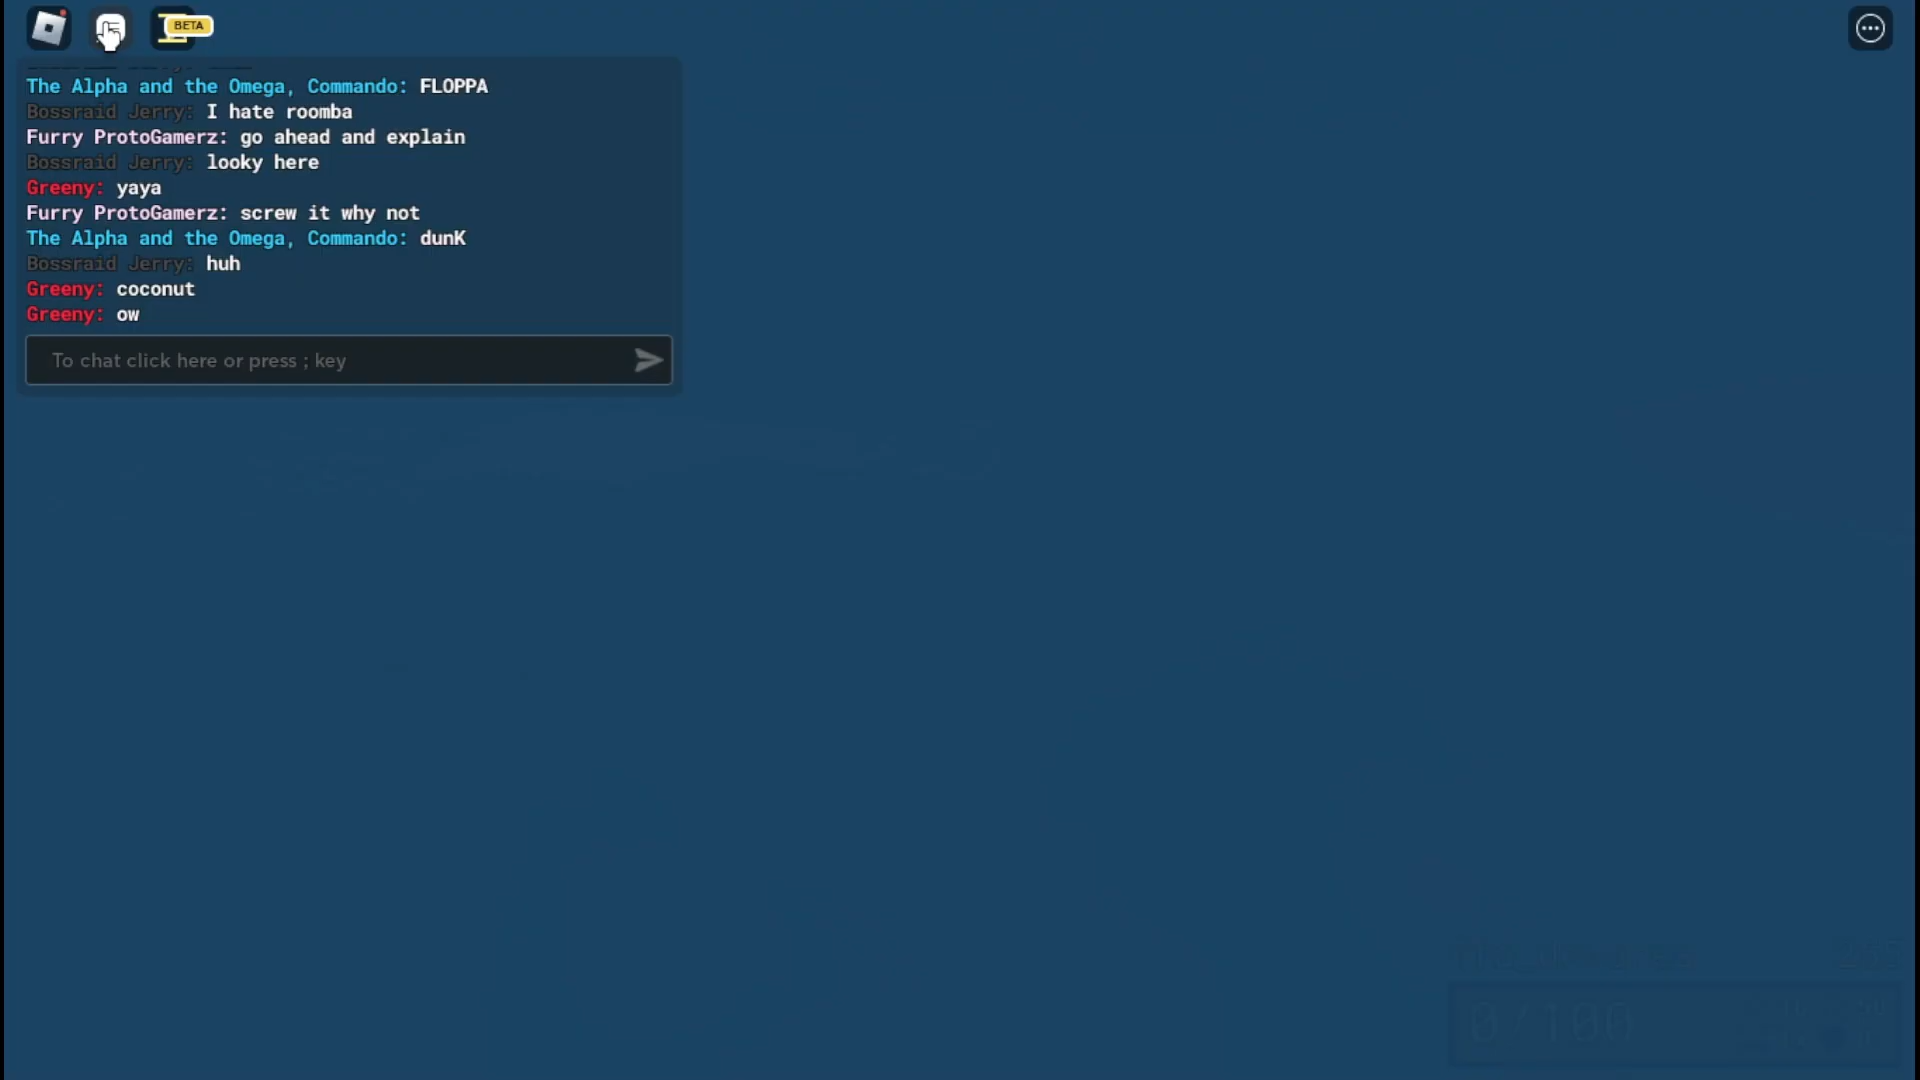 BETA
The Alpha and the Omega, Commando: FLOPPA
Bossraid Jerry: I hate roomba
Furry ProtoGamerz: go ahead and explain
Bossraid Jerry: looky here
Greeny: yaya
Furry ProtoGamerz: screw it why not
The Alpha and the Omega, Commando: dunK
Bossraid Jerry: huh
Greeny: coconut
Greeny: ow
To chat click here or press ; key
0/100